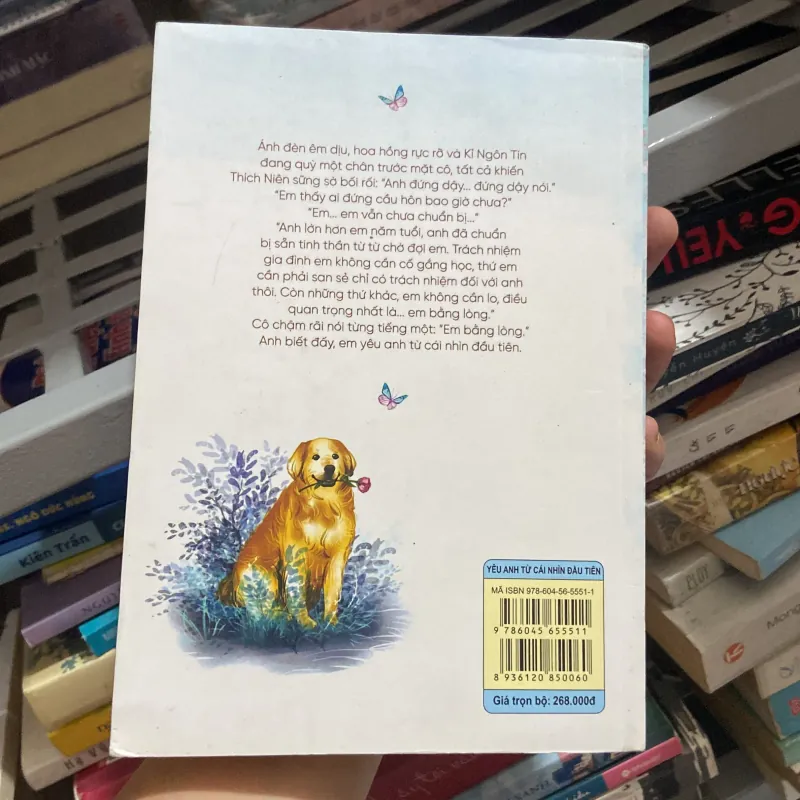 Ánh đèn êm dịu, hoa hồng rực rỡ và Kỉ Ngôn Tín
đang quỳ một chân trước mặt cô, tất cả khiến
Thích Niên sững sờ bối rối: “Anh đứng dậy... đứng dậy nói.”
“Em thấy ai đứng cầu hôn bao giờ chưa?”
“Em... em vẫn chưa chuẩn bị...”
“Anh lớn hơn em năm tuổi, anh đã chuẩn
bị sẵn tinh thần từ từ chờ đợi em. Trách nhiệm
gia đình em không cần cố gắng học, thứ em
cần phải san sẻ chỉ có trách nhiệm đối với anh
thôi. Còn những thứ khác, em không cần lo, điều
quan trọng nhất là... em bằng lòng.”
Cô chậm rãi nói từng tiếng một: “Em bằng lòng.”
Anh biết đấy, em yêu anh từ cái nhìn đầu tiên.
YÊU ANH TỪ CÁI NHÌN ĐẦU TIÊN
MÃ ISBN 978-604-56-5551-1
9 786045 655511
8 936120 850060
Giá trọn bộ: 268.000đ
NGÔ ĐỨC HÙNG
Kiên Trần